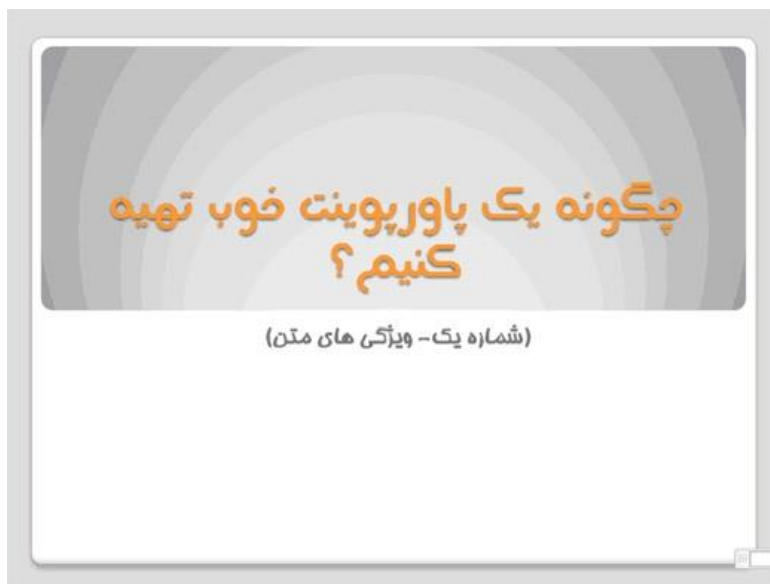 چگونه یک پاورپوینت خوب تهیه
کنیم؟
(شماره یک- ویژگی های متن)